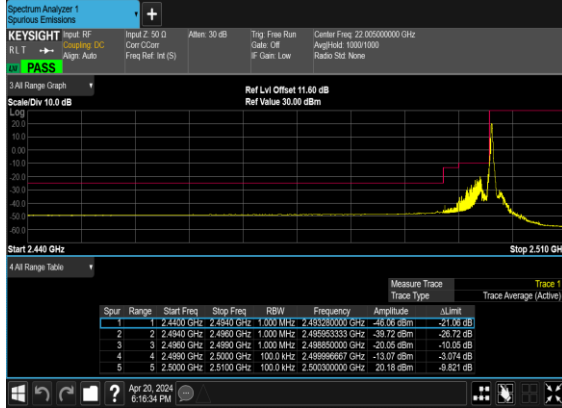 Spectrum Analyzer 1
Spurious Emissions
KEYSIGHT Input: RF Input Z: 50 Ω Atten: 30 dB Trig: Free Run Center Freq: 22.005000000 GHz
RLT Coupling: DC Corr CCorr Gate: Off Avg|Hold: 1000/1000
Align: Auto Freq Ref: Int (S) IF Gain: Low Radio Std: None
PASS
3 All Range Graph
Ref Lvl Offset 11.60 dB
Scale/Div 10.0 dB Ref Value 30.00 dBm
Log
20.0
10.0
0.00
-10.0
-20.0
-30.0
-40.0
-50.0
-60.0
Start 2.440 GHz Stop 2.510 GH
4 All Range Table
Measure Trace Trace 1
Trace Type Trace Average (Active)
Spur Range Start Freq Stop Freq RBW Frequency Amplitude ΔLimit
1 1 2.4400 GHz 2.4940 GHz 1.000 MHz 2.493280000 GHz -46.06 dBm -21.06 dB
2 2 2.4940 GHz 2.4960 GHz 1.000 MHz 2.495953333 GHz -39.72 dBm -26.72 dB
3 3 2.4960 GHz 2.4990 GHz 1.000 MHz 2.498850000 GHz -20.05 dBm -10.05 dB
4 4 2.4990 GHz 2.5000 GHz 100.0 kHz 2.499996667 GHz -13.07 dBm -3.074 dB
5 5 2.5000 GHz 2.5100 GHz 100.0 kHz 2.500300000 GHz 20.18 dBm -9.821 dB
Apr 20, 2024
6:16:34 PM